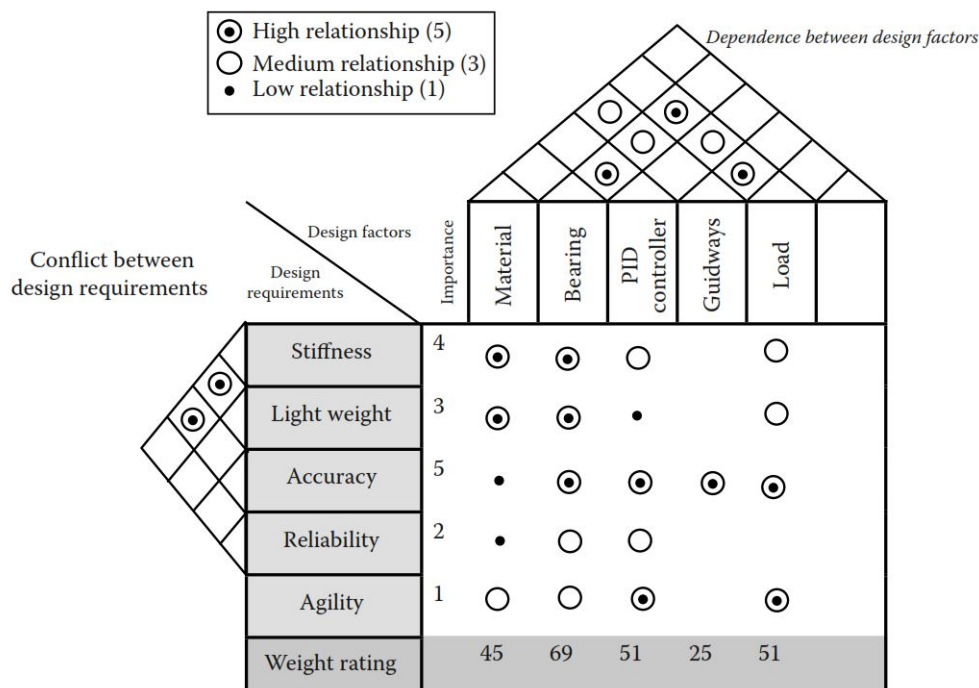 High relationship (5)
Medium relationship (3)
Low relationship (1)
Dependence between design factors
Conflict between
design requirements
Design factors
Design
requirements
Importance
Material
Bearing
PID
controller
Guidways
Load
Stiffness
4
Light weight
3
Accuracy
5
Reliability
2
Agility
1
Weight rating
45
69
51
25
51